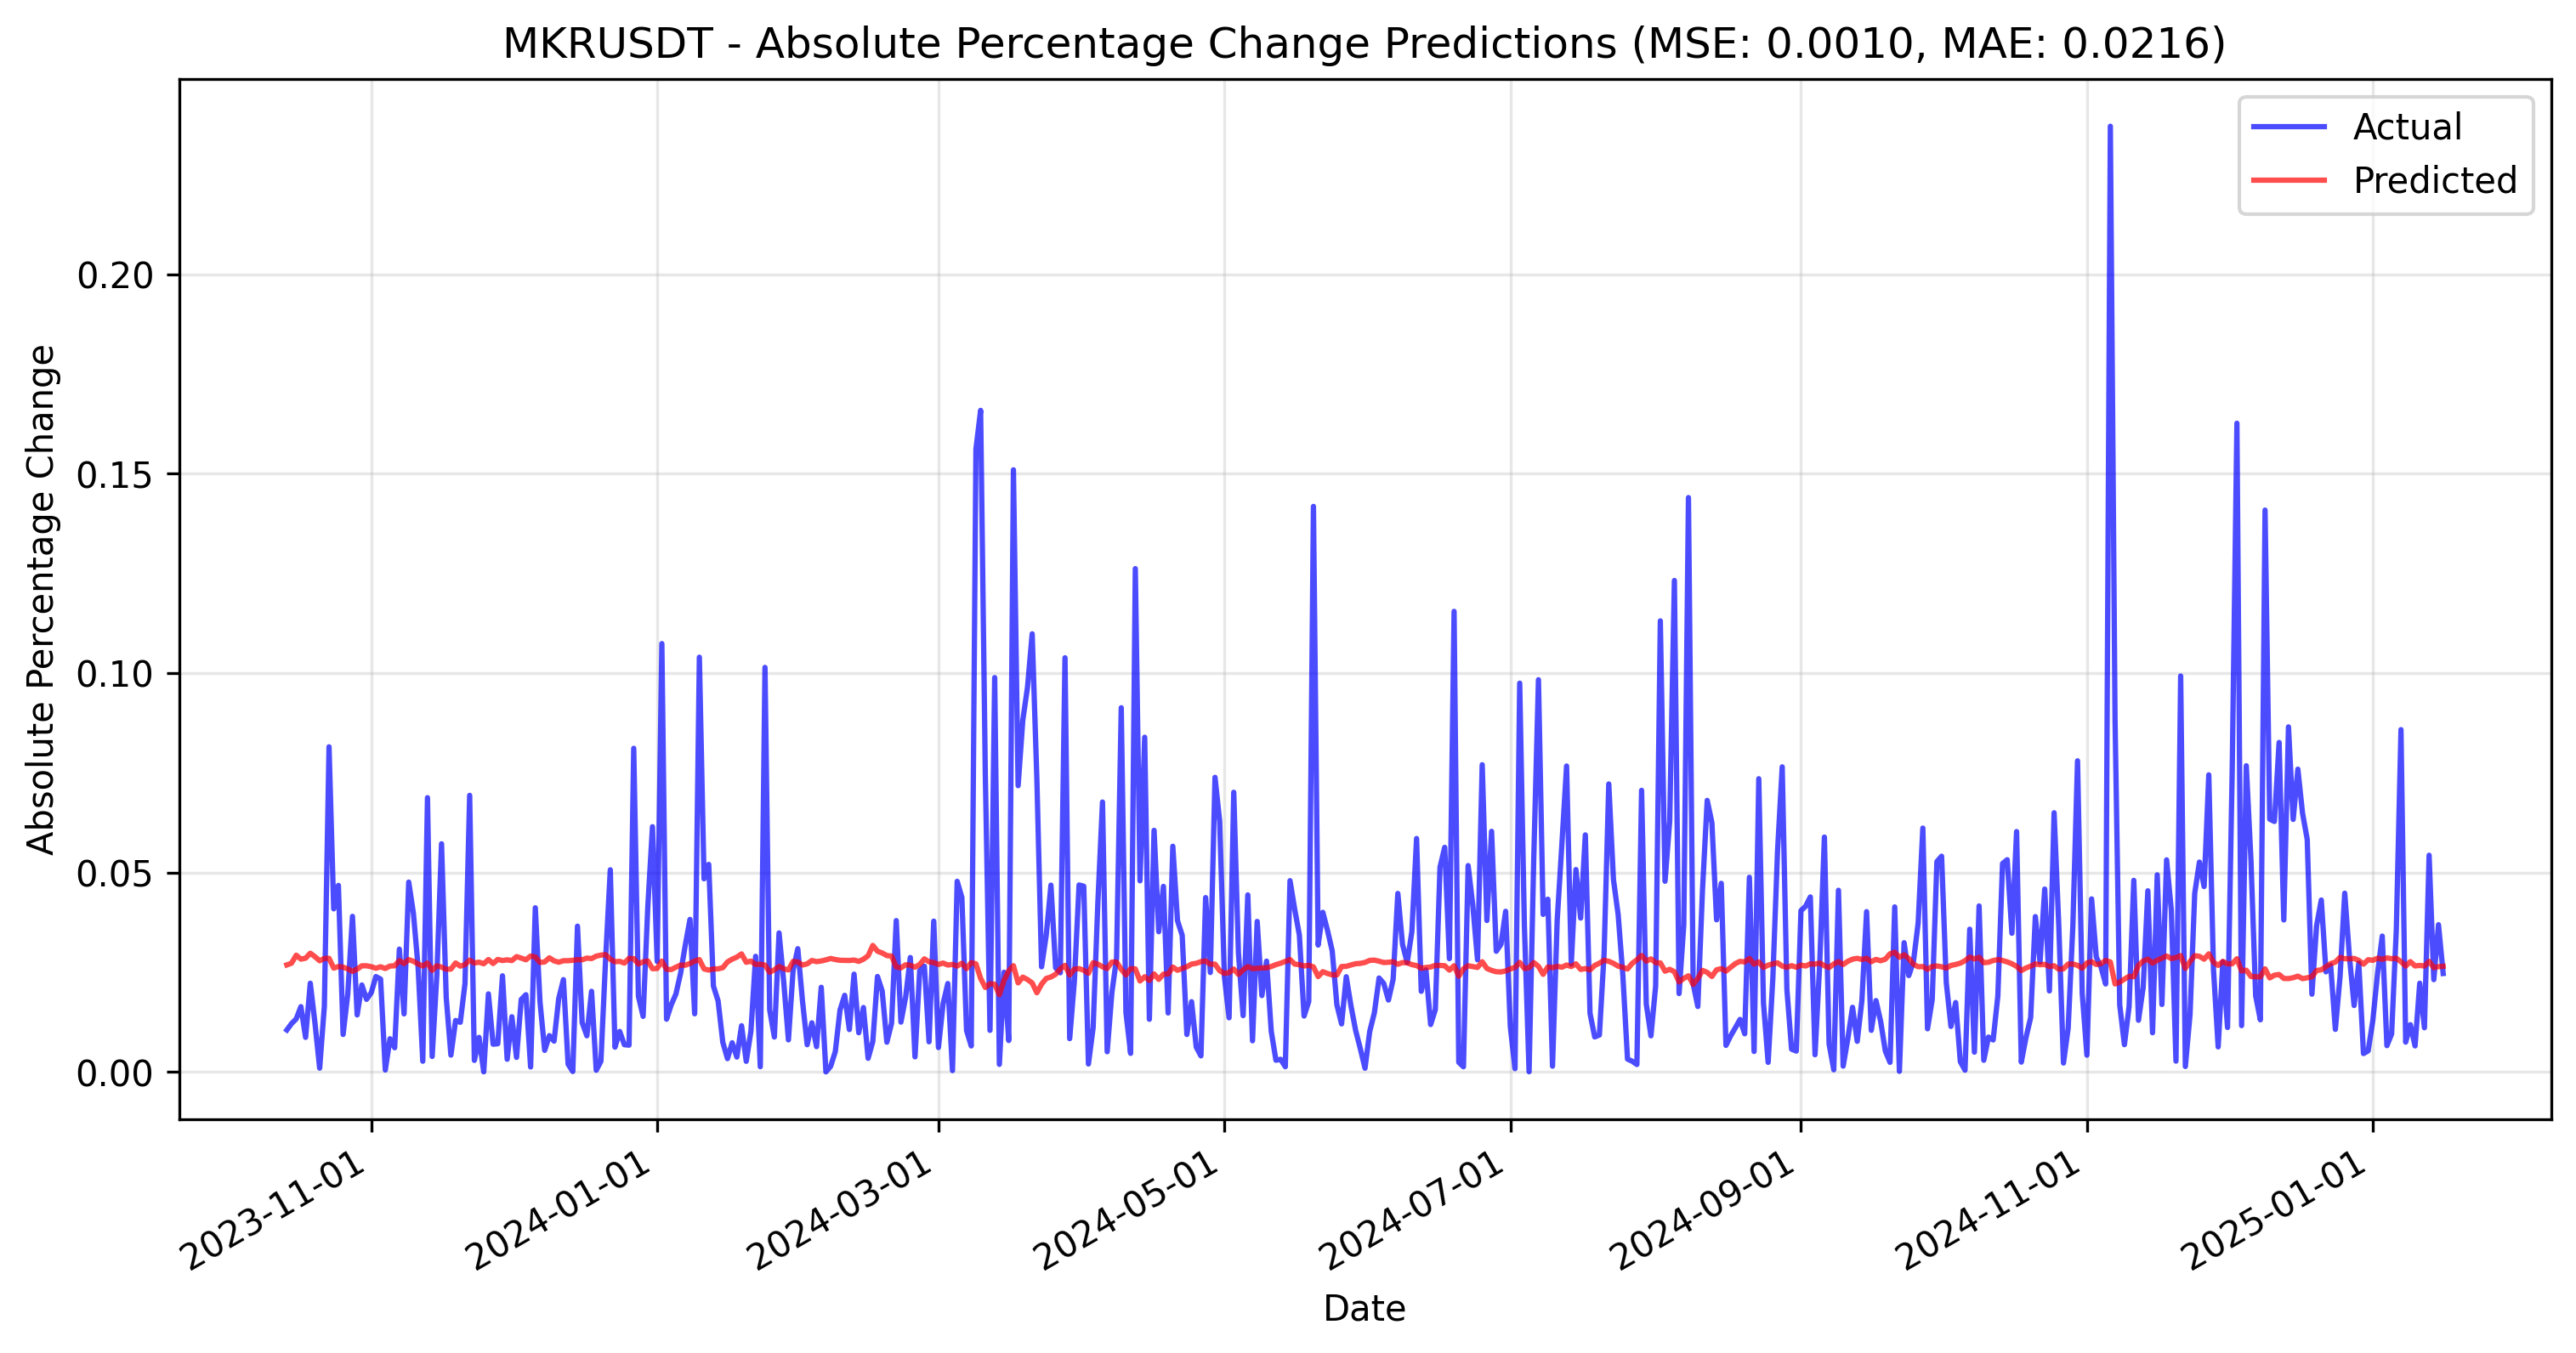 MKRUSDT - Absolute Percentage Change Predictions (MSE: 0.0010, MAE: 0.0216)
Actual
Predicted
Absolute Percentage Change
0.20
0.15
0.10
0.05
0.00
2023-11-01
2024-01-01
2024-03-01
2024-05-01
2024-07-01
2024-09-01
2024-11-01
2025-01-01
Date